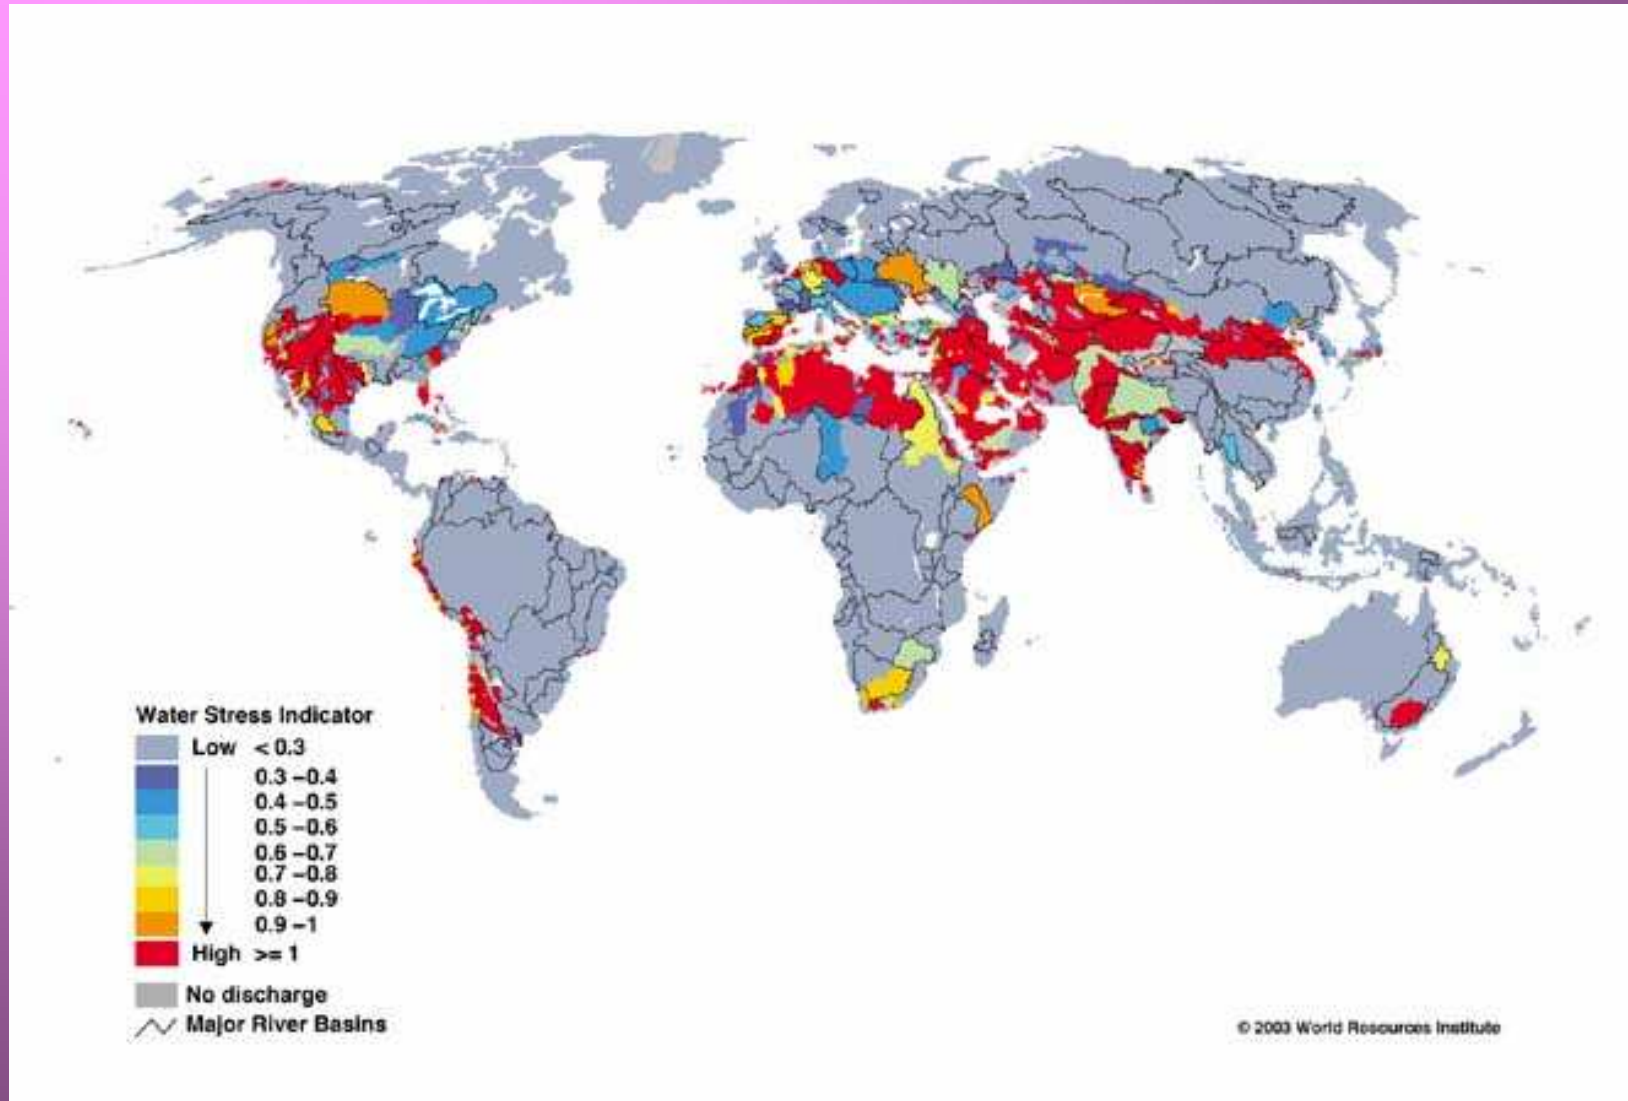 Water Stress Indicator
Low < 0.3
0.3 –0.4
0.4 –0.5
0.5 –0.6
0.6 –0.7
0.7 –0.8
0.8 –0.9
0.9 –1
High >= 1
No discharge
Major River Basins
© 2003 World Resources Institute